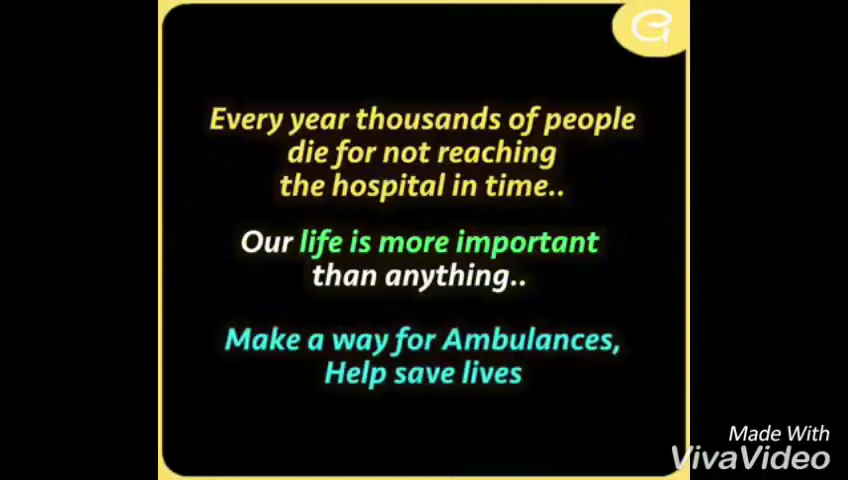 G
Every year thousands of people
die for not reaching
the hospital in time..
Our life is more important
than anything..
Make a way for Ambulances,
Help save lives
Made With
VivaVideo